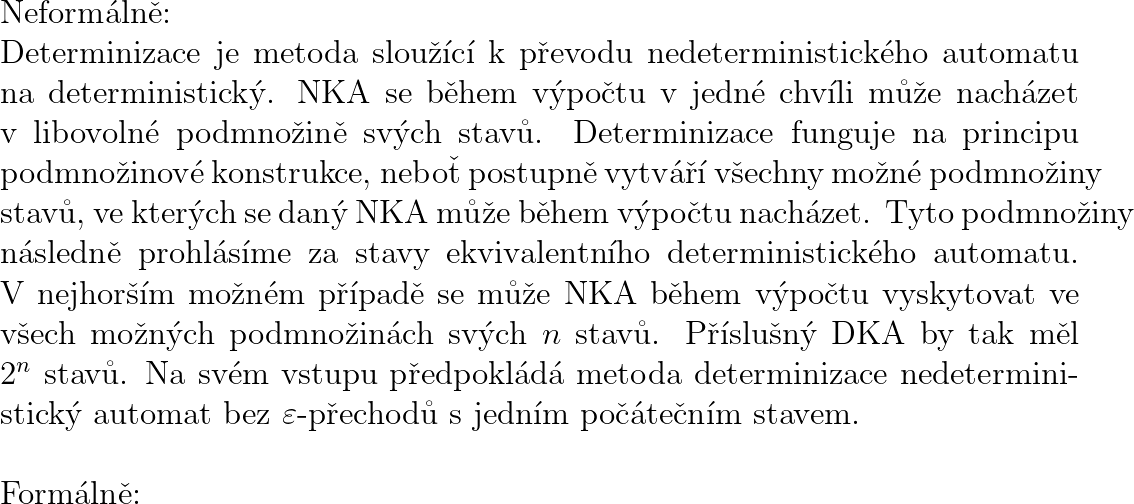 Neformálně:
Determinizace je metoda sloužící k převodu nedeterministického automatu
na deterministický. NKA se během výpočtu v jedné chvíli může nacházet
v libovolné podmnožině svých stavů. Determinizace funguje na principu
podmnožinové konstrukce, neboť postupně vytváří všechny možné podmnožiny
stavů, ve kterých se daný NKA může během výpočtu nacházet. Tyto podmnožiny
následně prohlásíme za stavy ekvivalentního deterministického automatu.
V nejhorším možném případě se může NKA během výpočtu vyskytovat ve
všech možných podmnožinách svých n stavů. Příslušný DKA by tak měl
2ⁿ stavů. Na svém vstupu předpokládá metoda determinizace nedetermini-
stický automat bez ε-přechodů s jedním počátečním stavem.
Formálně: